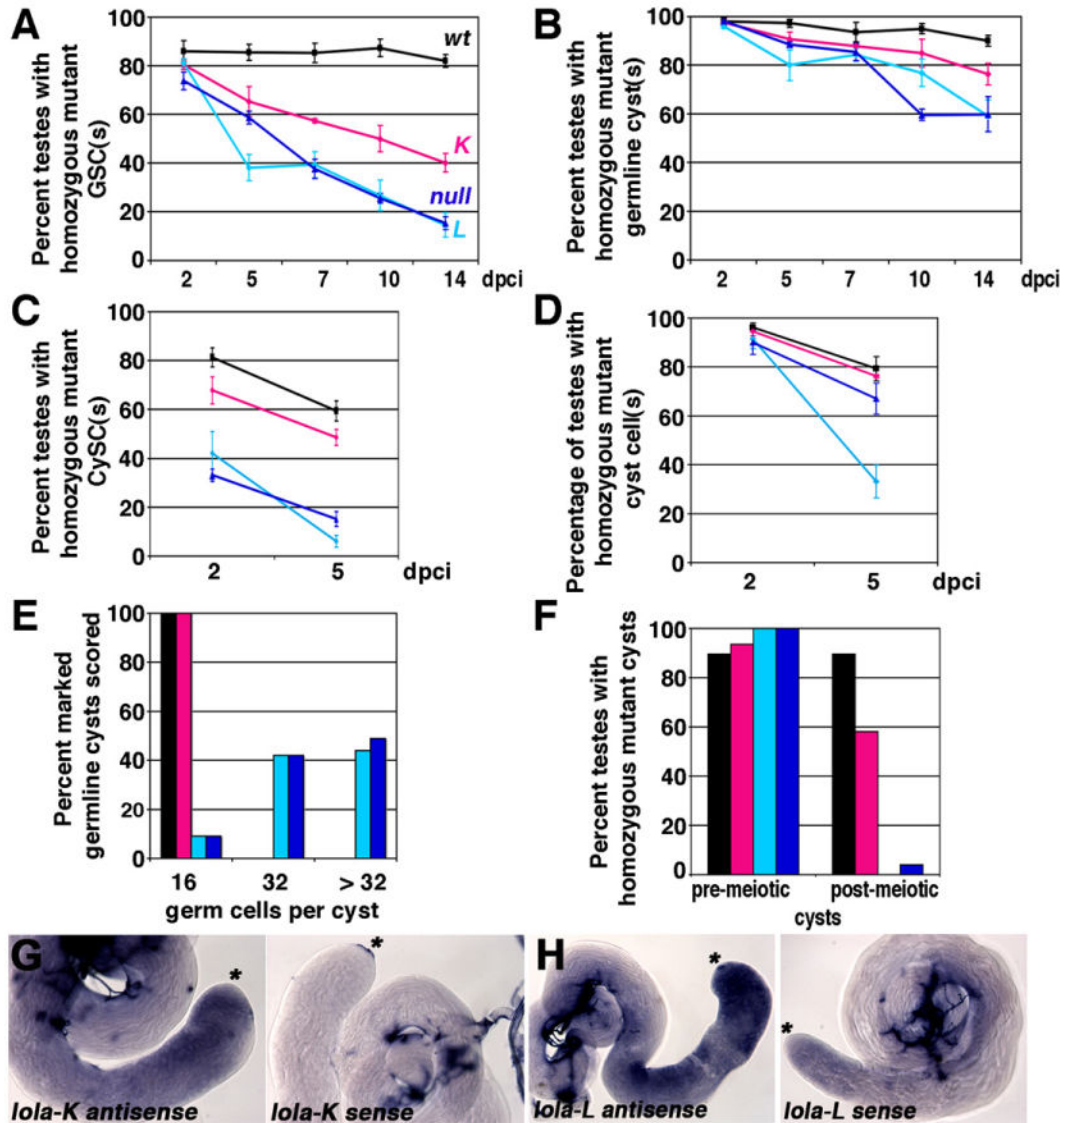 A
Percent testes with
homozygous mutant
GSC(s)
100
80
60
40
20
0
wt
K
null
L
2 5 7 10 14 dpci
B
Percent testes with
homozygous mutant
germline cyst(s)
100
80
60
40
20
0
2 5 7 10 14 dpci
C
Percent testes with
homozygous mutant
CySC(s)
100
80
60
40
20
0
2 5 dpci
D
Percentage of testes with
homozygous mutant
cyst cell(s)
100
80
60
40
20
0
2 5 dpci
E
Percent marked
germline cysts scored
100
80
60
40
20
0
16 32 > 32
germ cells per cyst
F
Percent testes with
homozygous mutant cysts
100
80
60
40
20
0
pre-meiotic post-meiotic
cysts
G
*
lola-K antisense
*
lola-K sense
H
*
lola-L antisense
*
lola-L sense